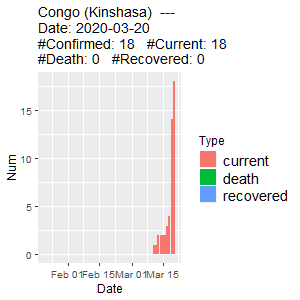 Congo (Kinshasa)  ---
Date: 2020-03-20
#Confirmed: 18   #Current: 18
#Death: 0   #Recovered: 0
Num
15
10
5
0
Feb 01
Feb 15
Mar 01
Mar 15
Date
Type
current
death
recovered